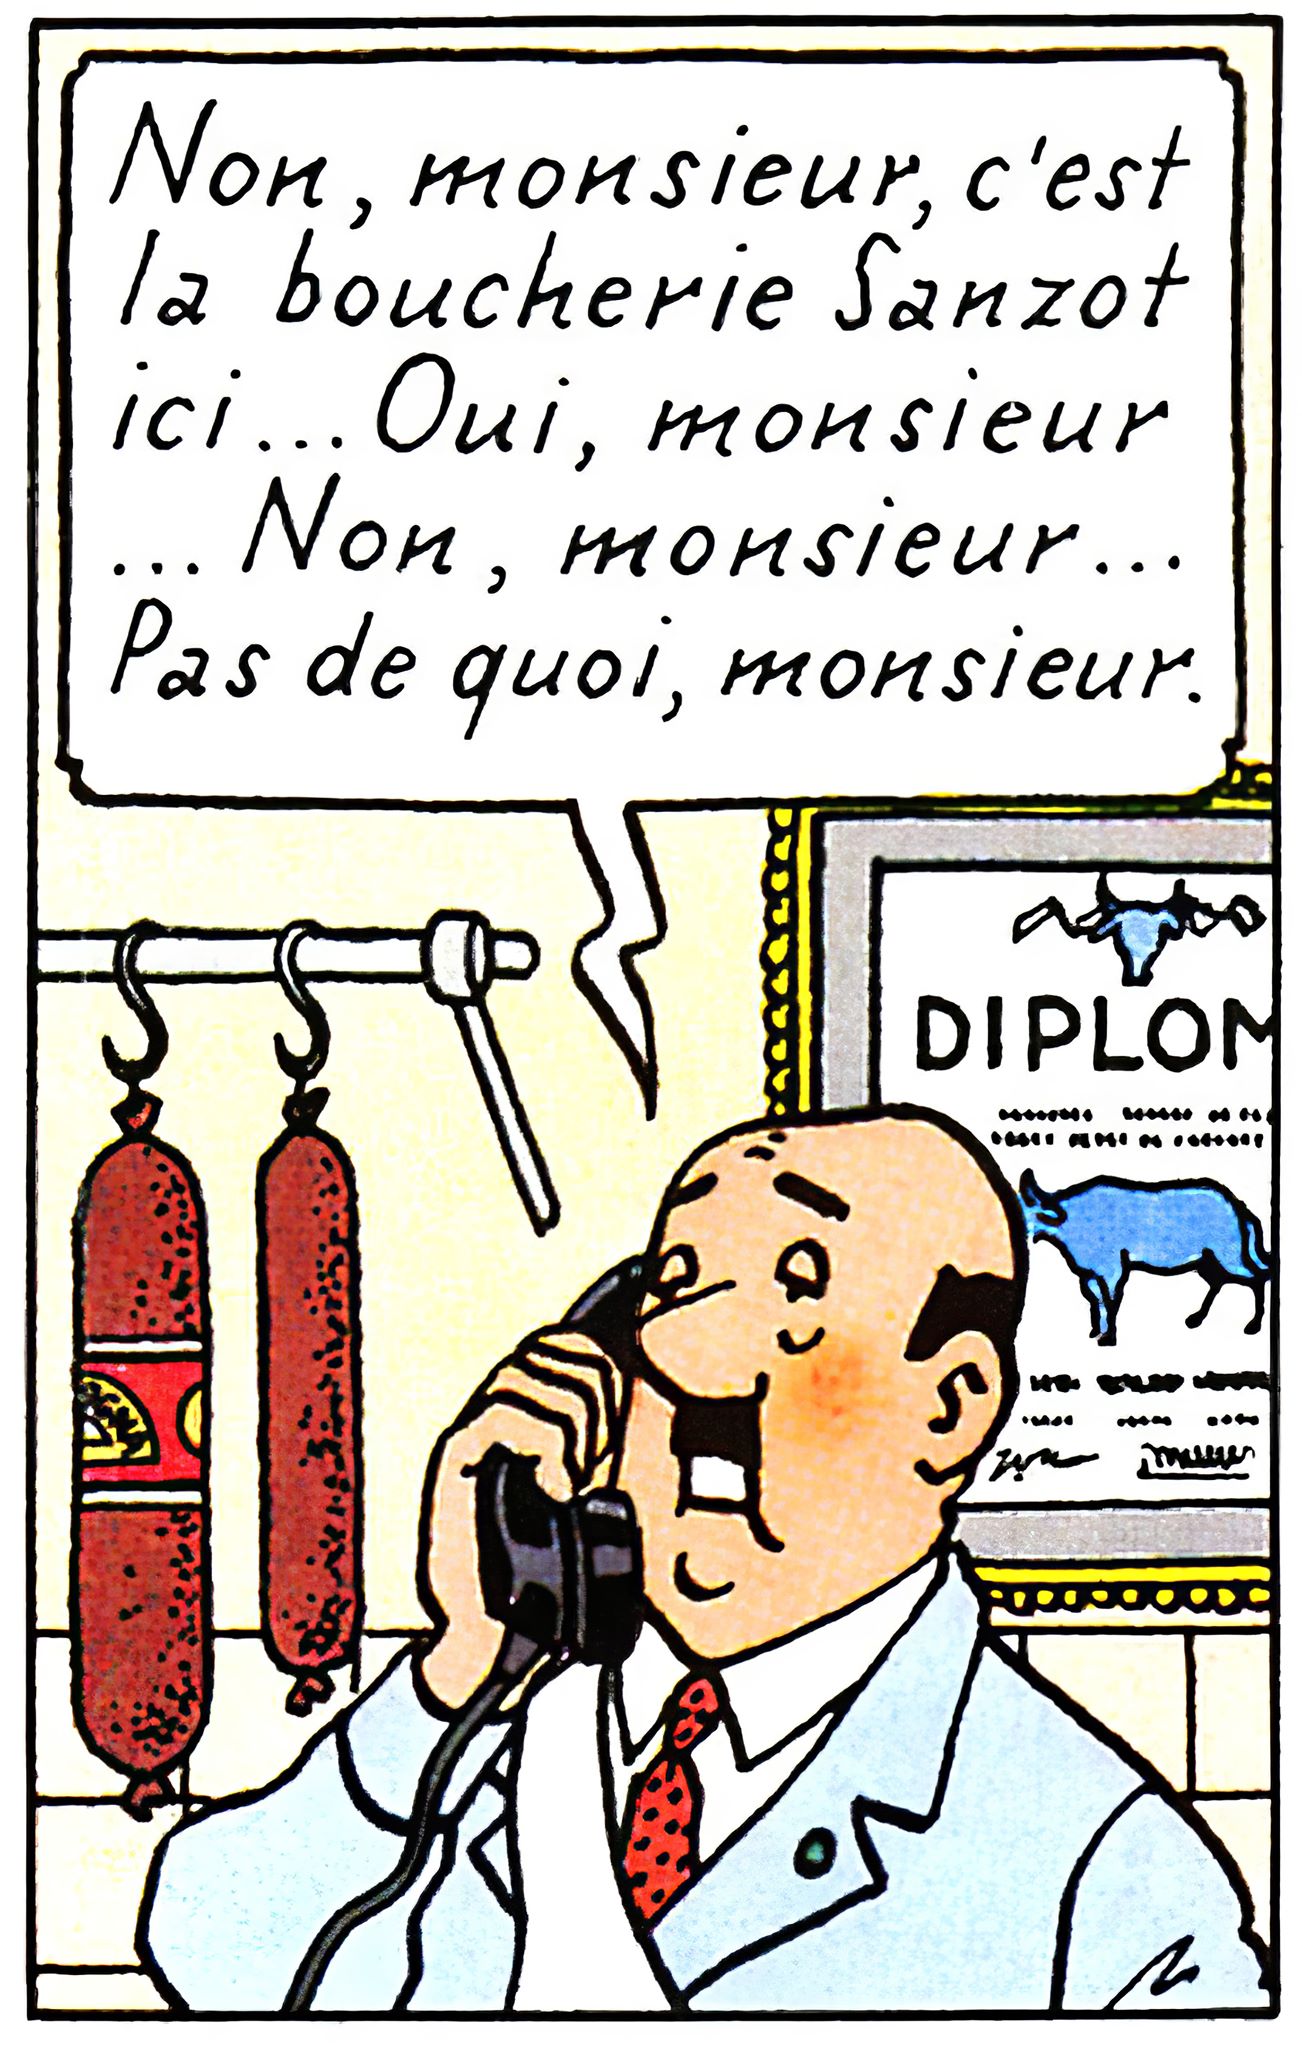 Non, monsieur, c'est
la boucherie Sanzot
ici... Oui, monsieur
... Non, monsieur...
Pas de quoi, monsieur.
DIPLOM